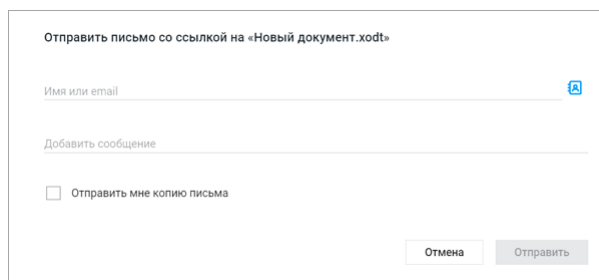 Отправить письмо со ссылкой на «Новый документ.xodt»
Имя или email
Добавить сообщение
Отправить мне копию письма
Отмена
Отправить